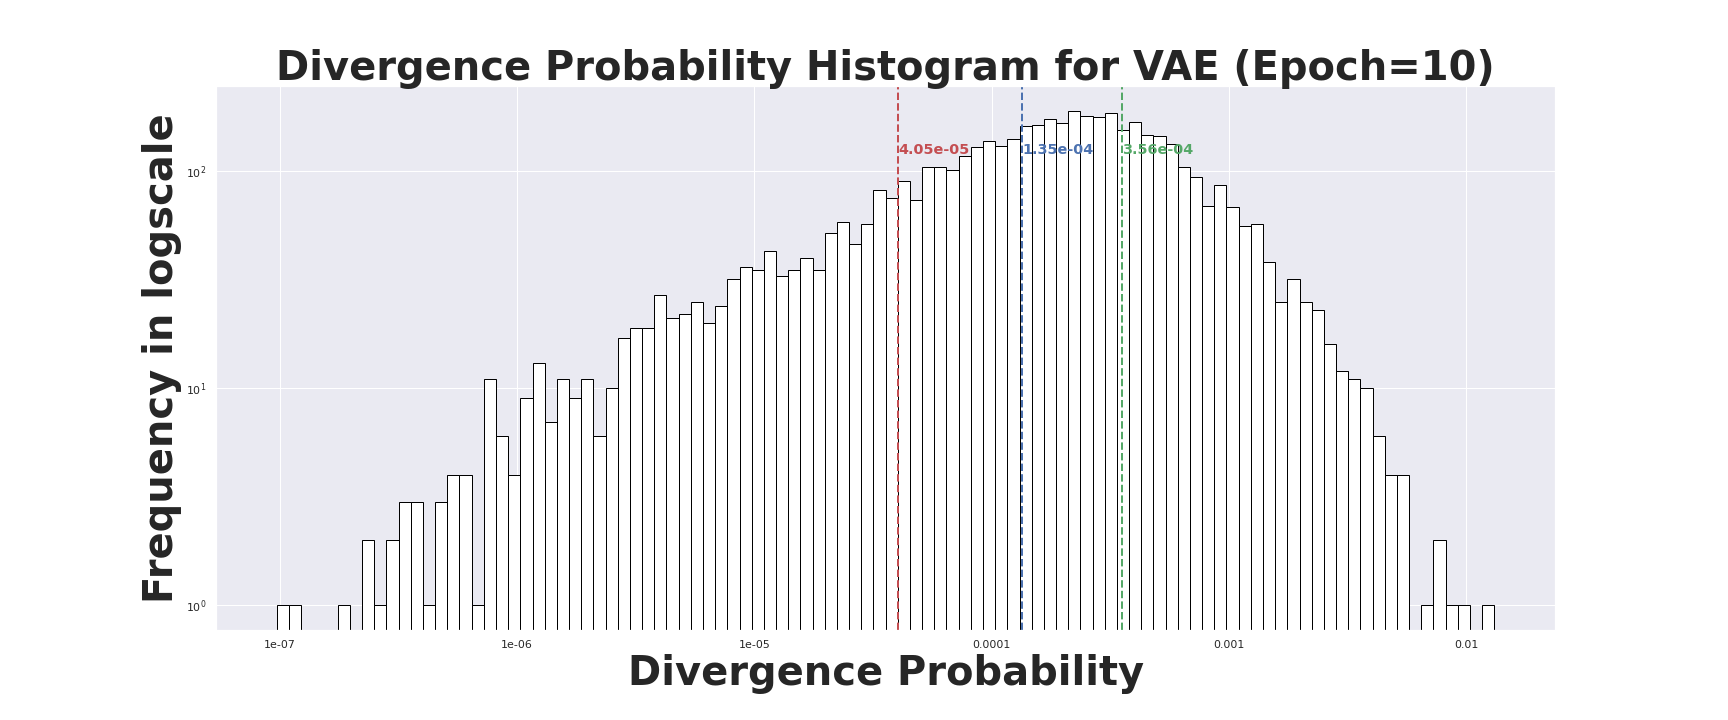 Divergence Probability Histogram for VAE (Epoch=10)
Frequency in logscale
10²
10¹
10⁰
4.05e-05 1.35e-04 3.56e-04
1e-07 1e-06 1e-05 0.0001 0.001 0.01
Divergence Probability